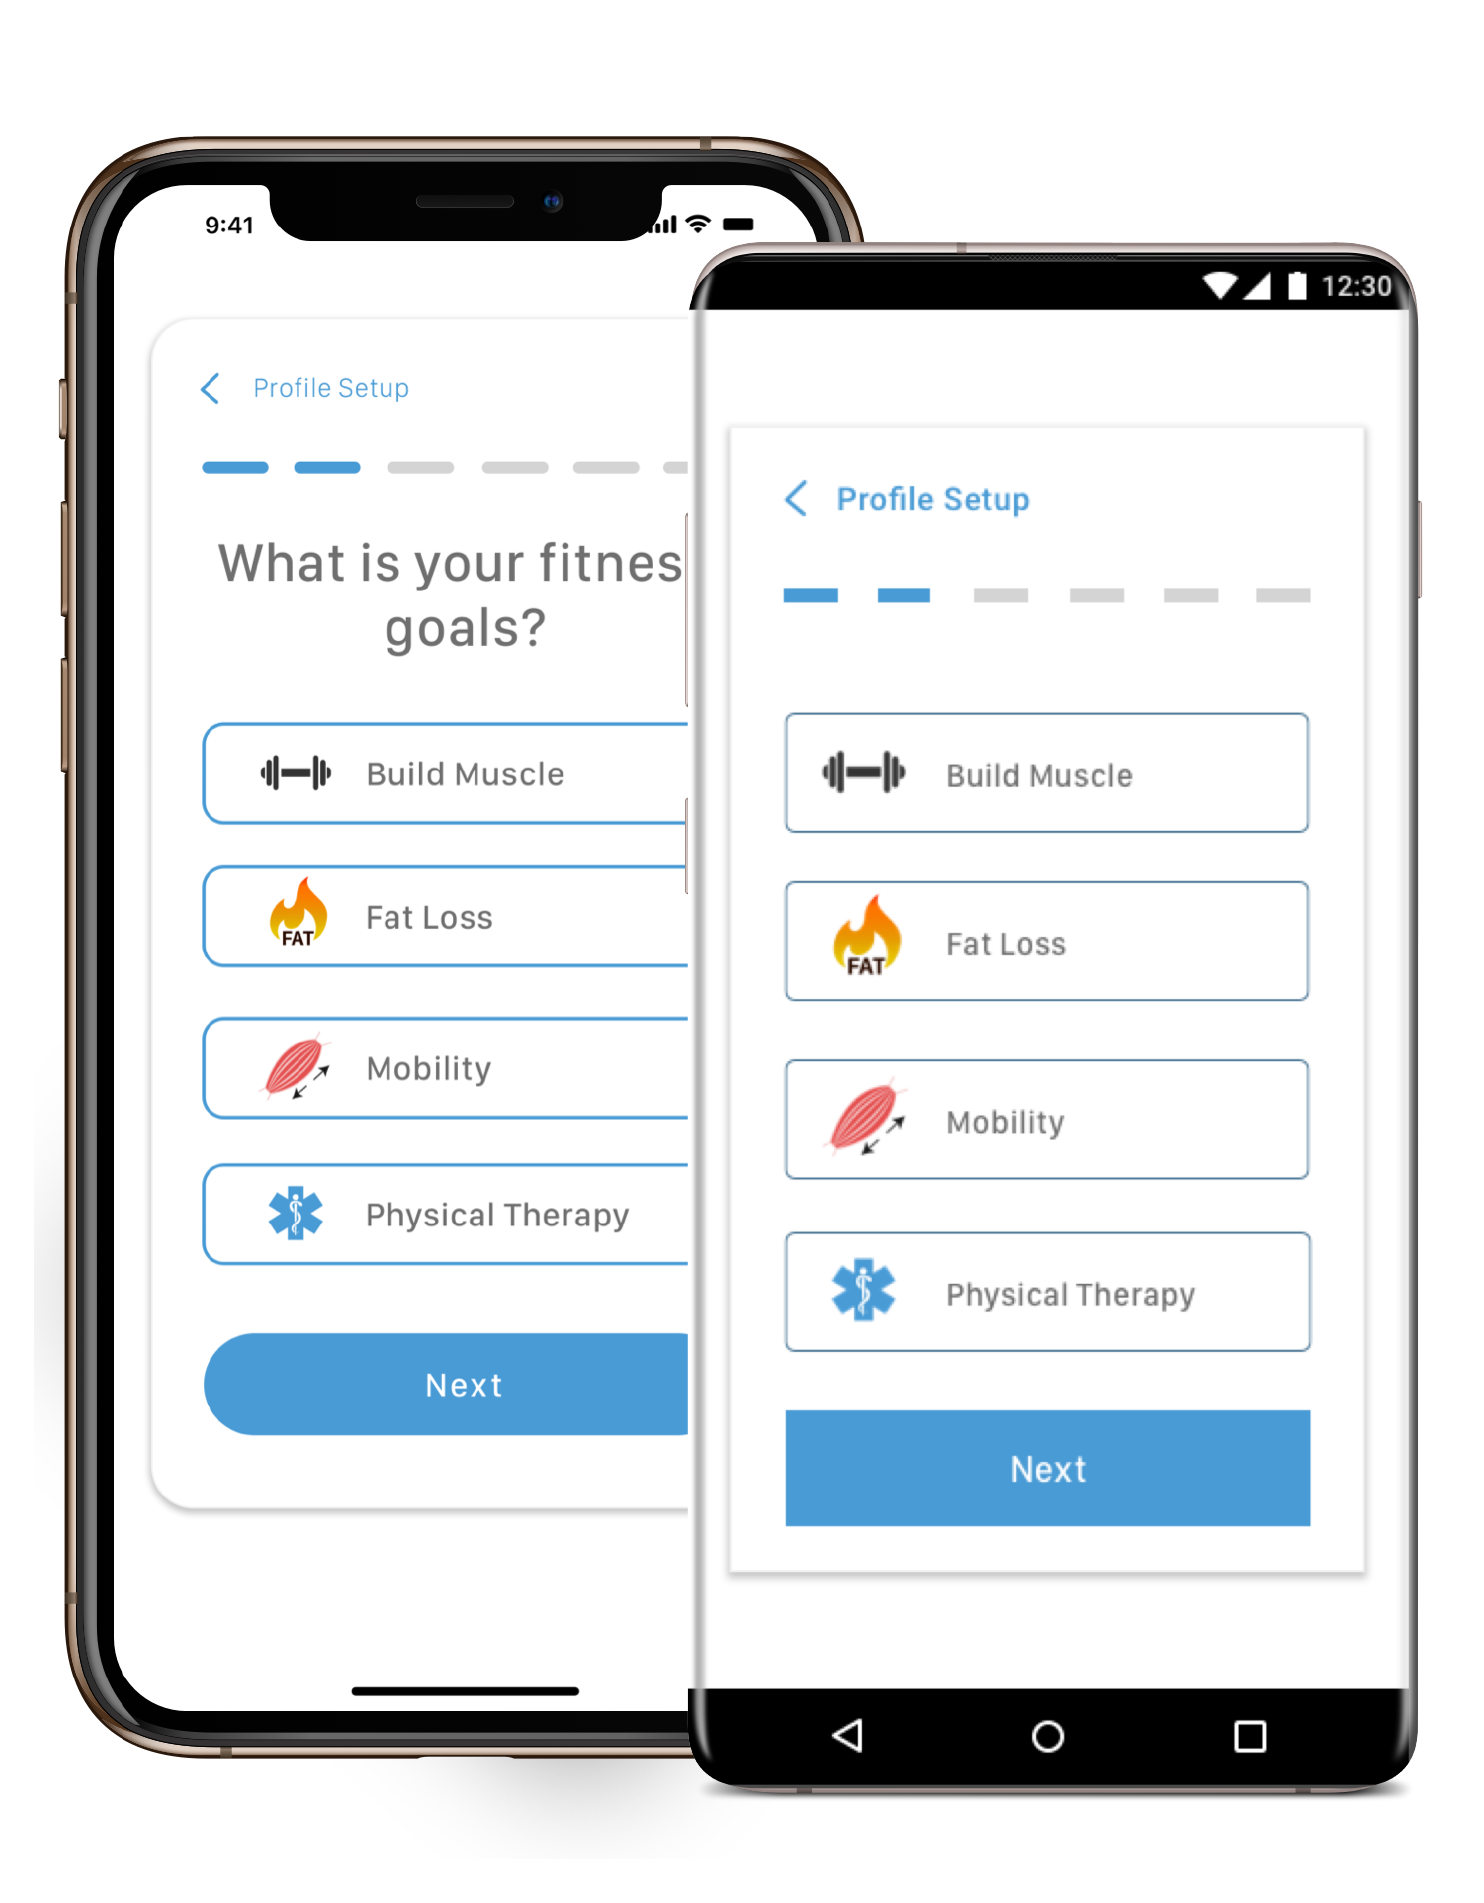 9:41
Profile Setup
What is your fitnes
goals?
Build Muscle
FAT
Fat Loss
Mobility
Physical Therapy
Next
12:30
Profile Setup
Build Muscle
FAT
Fat Loss
Mobility
Physical Therapy
Next